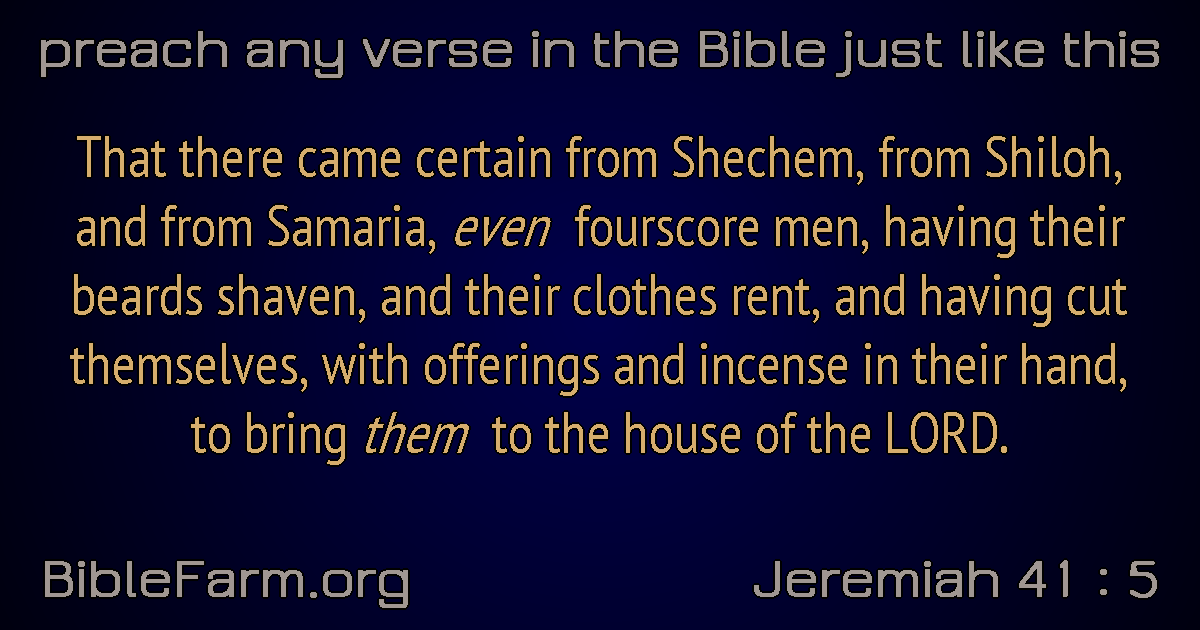 preach any verse in the Bible just like this
That there came certain from Shechem, from Shiloh,
and from Samaria, even fourscore men, having their
beards shaven, and their clothes rent, and having cut
themselves, with offerings and incense in their hand,
to bring them to the house of the LORD.
BibleFarm.org
Jeremiah 41 : 5